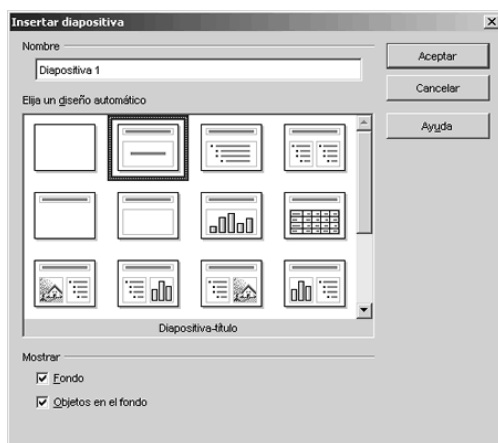 Insertar diapositiva
Nombre
Diapositiva 1
Aceptar
Cancelar
Ayuda
Elija un diseño automático
Diapositiva-título
Mostrar
Fondo
Objetos en el fondo